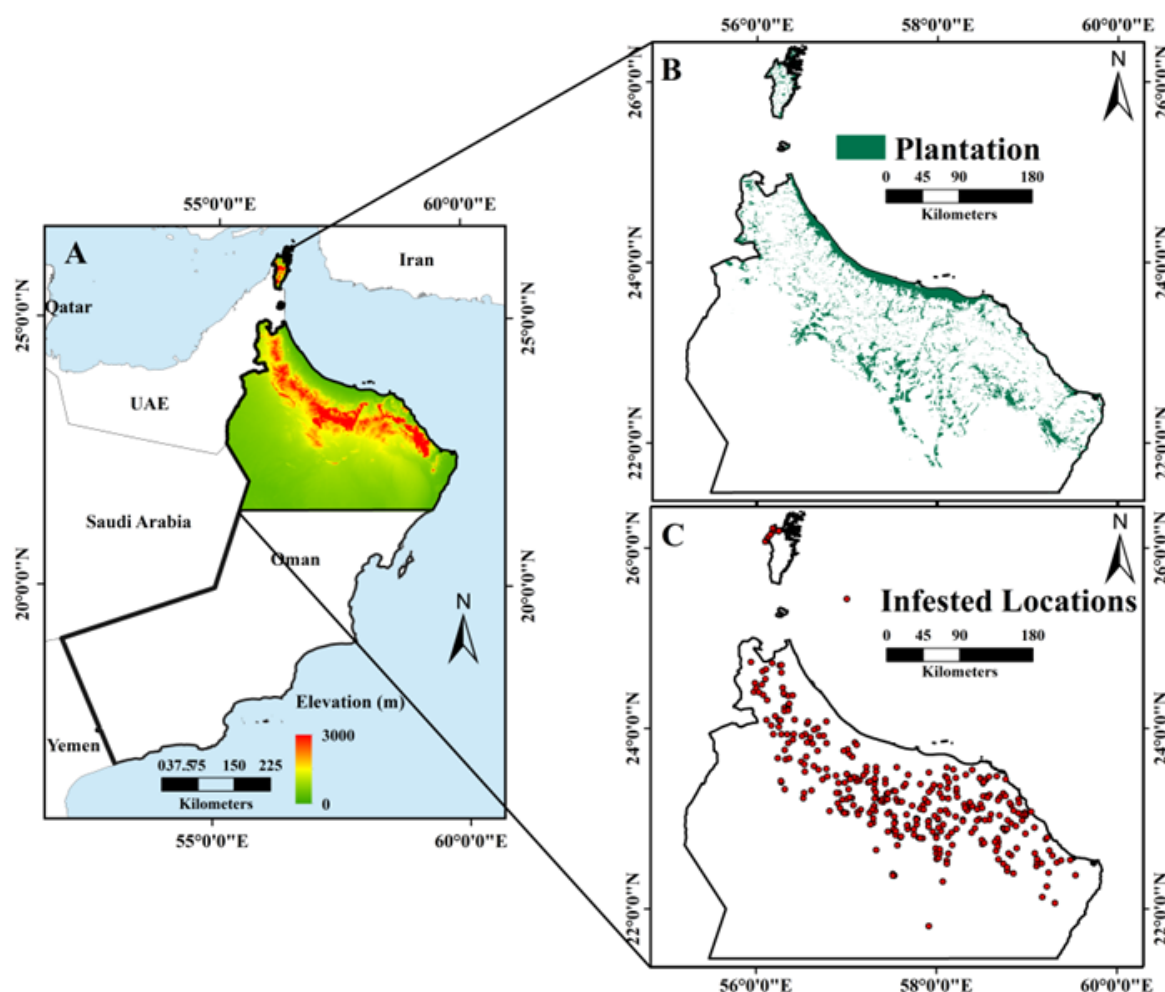 56°0'0"E 58°0'0"E 60°0'0"E
B
N
26°0'0"N
26°0'0"N
Plantation
0 45 90 180
Kilometers
24°0'0"N
24°0'0"N
22°0'0"N
22°0'0"N
55°0'0"E 60°0'0"E
A
Iran
Qatar
25°0'0"N
25°0'0"N
UAE
Saudi Arabia
Oman
20°0'0"N
20°0'0"N
N
Elevation (m)
3000
0
Yemen
037.575 150 225
Kilometers
55°0'0"E 60°0'0"E
C
N
26°0'0"N
26°0'0"N
Infested Locations
0 45 90 180
Kilometers
24°0'0"N
24°0'0"N
22°0'0"N
22°0'0"N
56°0'0"E 58°0'0"E 60°0'0"E